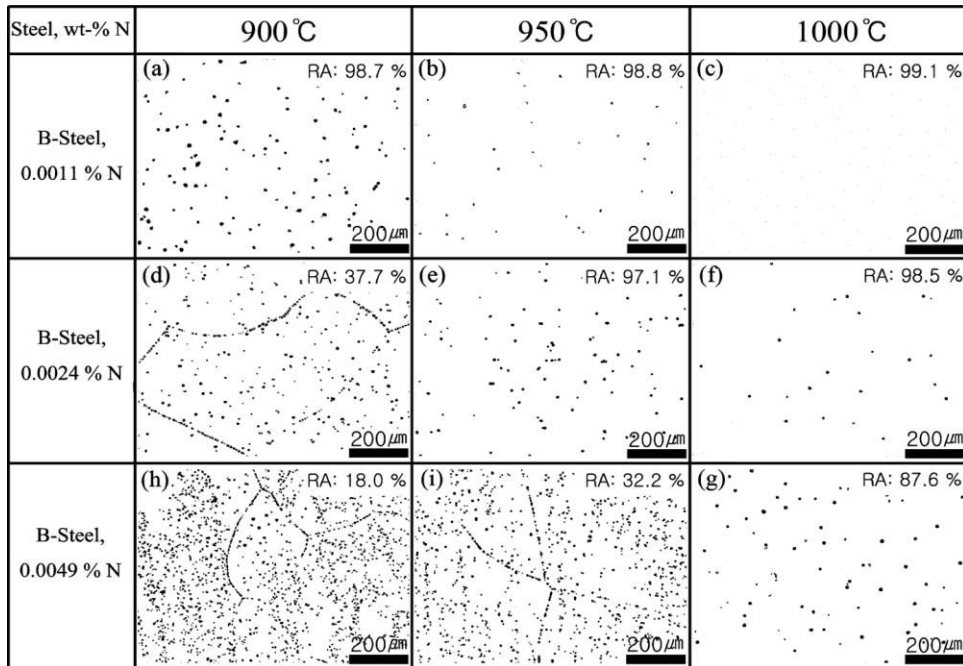 Steel, wt-% N
900℃
950℃
1000℃
B-Steel,
0.0011 % N
(a)
RA: 98.7 %
200㎛
(b)
RA: 98.8 %
200㎛
(c)
RA: 99.1 %
200㎛
B-Steel,
0.0024 % N
(d)
RA: 37.7 %
200㎛
(e)
RA: 97.1 %
200㎛
(f)
RA: 98.5 %
200㎛
B-Steel,
0.0049 % N
(h)
RA: 18.0 %
200㎛
(i)
RA: 32.2 %
200㎛
(g)
RA: 87.6 %
200㎛